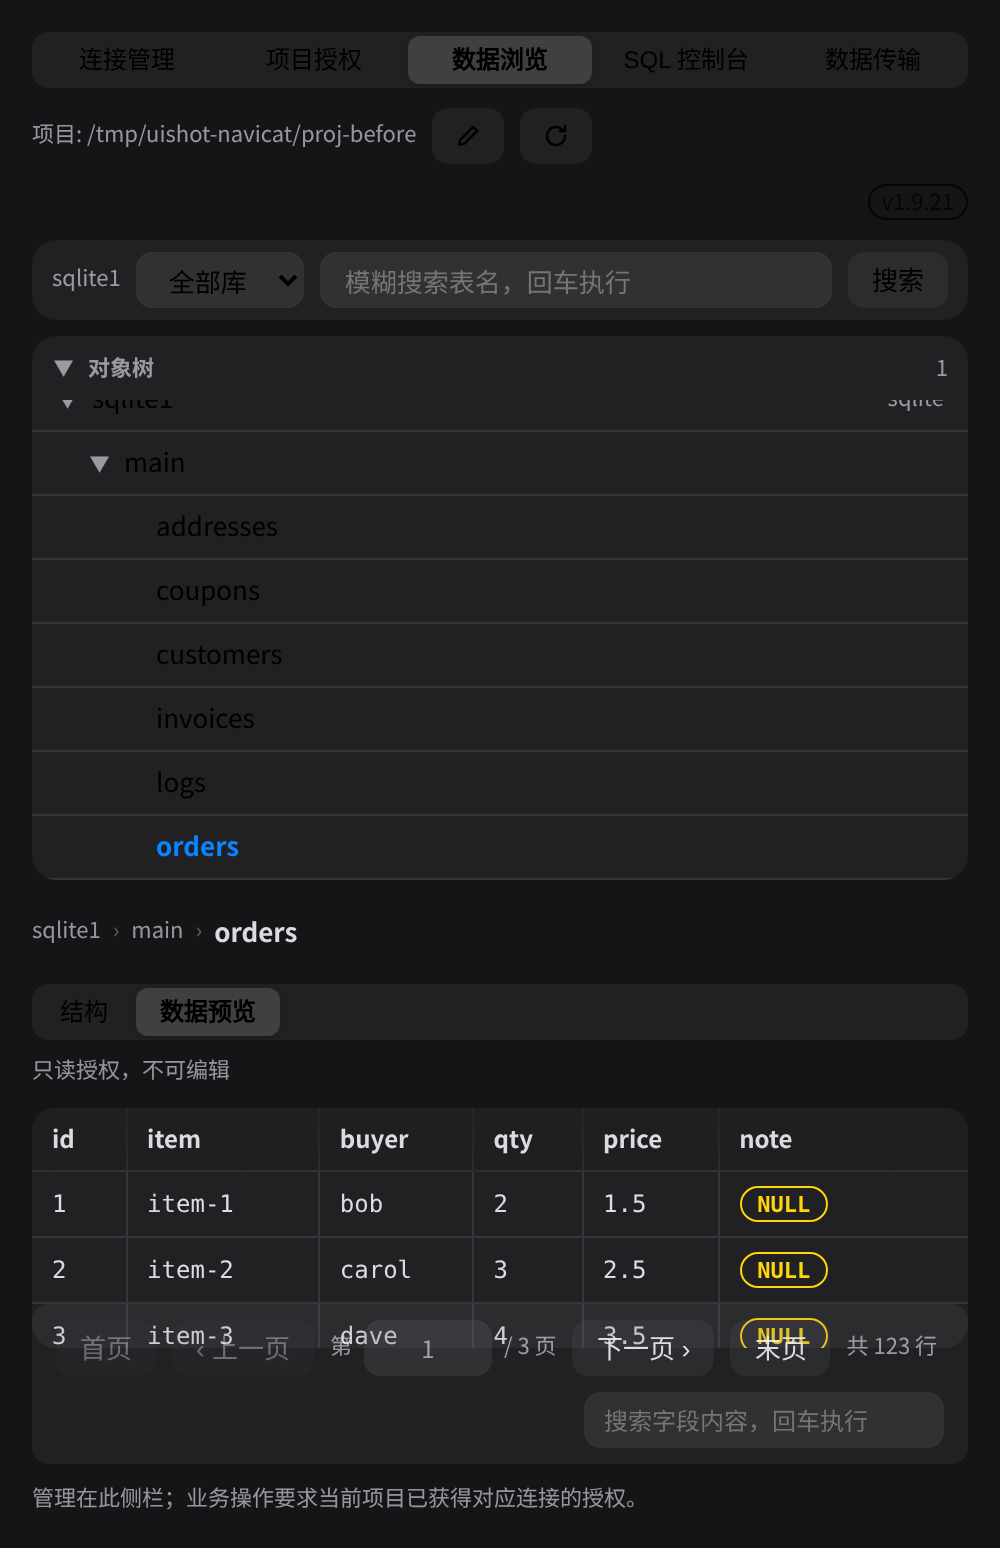 连接管理 项目授权 数据浏览 SQL 控制台 数据传输
项目: /tmp/uishot-navicat/proj-before
v1.9.21
sqlite1 全部库 模糊搜索表名，回车执行 搜索
▼ 对象树 1
▼ sqlite1 sqlite
▼ main
addresses
coupons
customers
invoices
logs
orders
sqlite1 › main › orders
结构 数据预览
只读授权，不可编辑
id item buyer qty price note
1 item-1 bob 2 1.5 NULL
2 item-2 carol 3 2.5 NULL
3 item-3 dave 4 3.5 NULL
首页 ‹ 上一页 第 1 / 3 页 下一页 › 末页 共 123 行
搜索字段内容，回车执行
管理在此侧栏；业务操作要求当前项目已获得对应连接的授权。